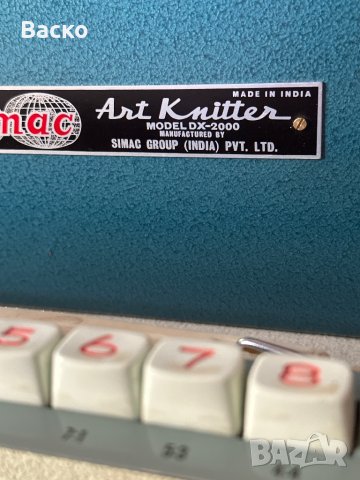 Васко
MADE IN INDIA
mac Art Knitter
MODEL DX-2000
MANUFACTURED BY
SIMAC GROUP (INDIA) PVT. LTD.
5 6 7 8
BAZAR